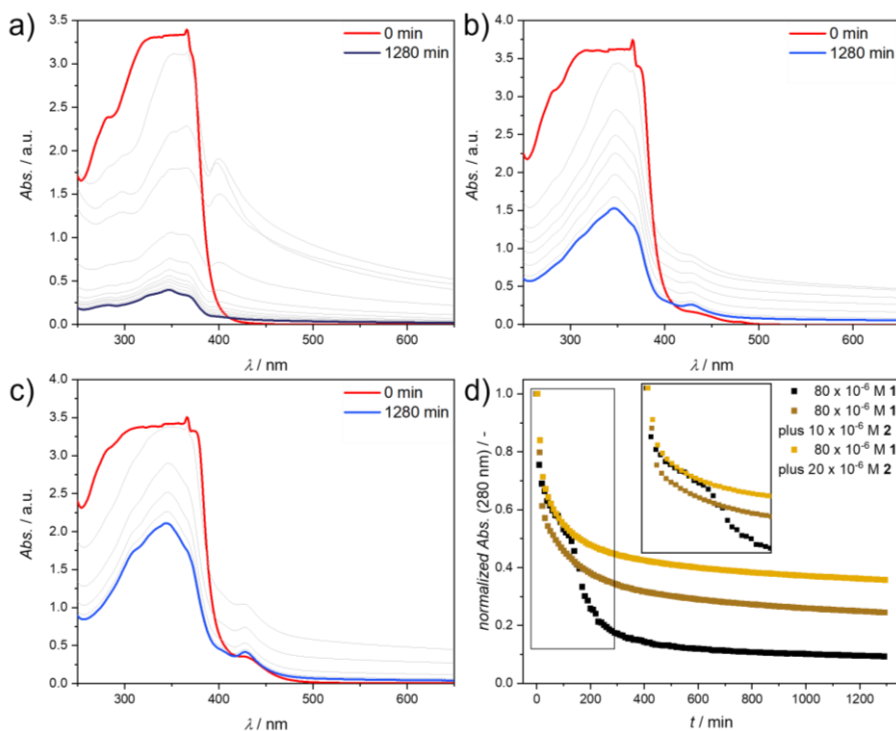 a)
3.5
3.0
2.5
2.0
1.5
1.0
0.5
0.0
Abs. / a.u.
300
400
500
600
λ / nm
0 min
1280 min
b)
4.0
3.5
3.0
2.5
2.0
1.5
1.0
0.5
0.0
Abs. / a.u.
300
400
500
600
λ / nm
0 min
1280 min
c)
4.0
3.5
3.0
2.5
2.0
1.5
1.0
0.5
0.0
Abs. / a.u.
300
400
500
600
λ / nm
0 min
1280 min
d)
1.0
0.8
0.6
0.4
0.2
0.0
normalized Abs. (280 nm) / -
0
200
400
600
800
1000
1200
t / min
80 x 10⁻⁶ M 1
80 x 10⁻⁶ M 1
plus 10 x 10⁻⁶ M 2
80 x 10⁻⁶ M 1
plus 20 x 10⁻⁶ M 2